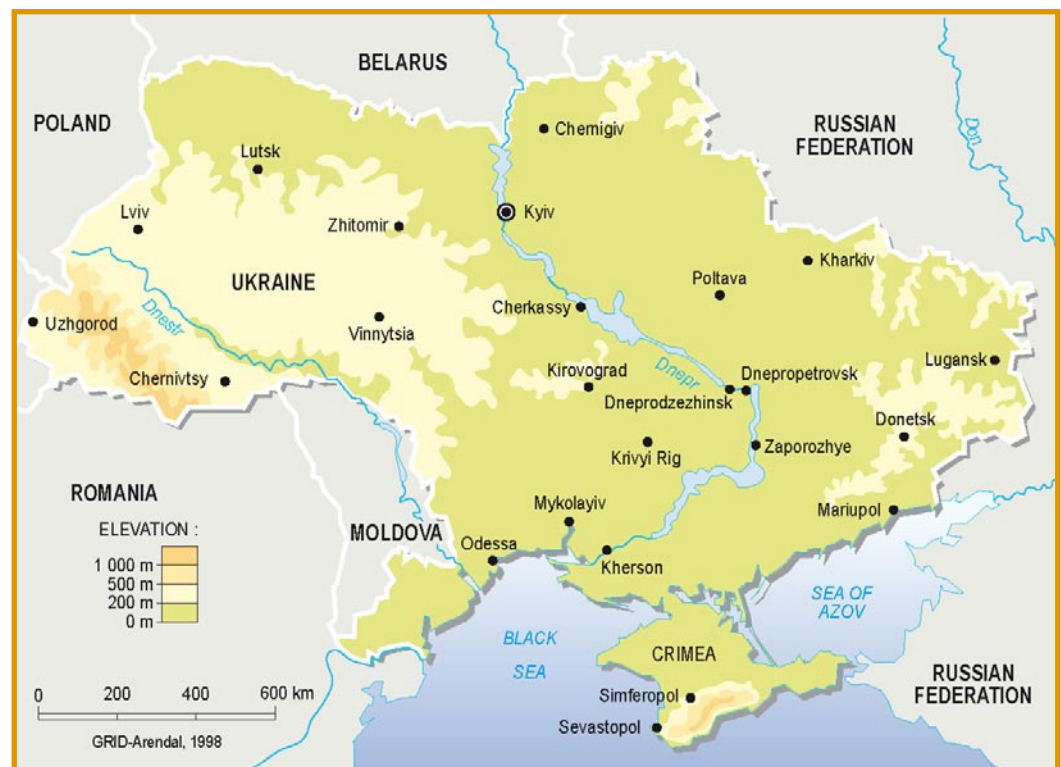 BELARUS
POLAND
RUSSIAN
FEDERATION
Don
Chernigiv
Lutsk
Lviv
Zhitomir
Kyiv
Kharkiv
UKRAINE
Poltava
Dnestr
Cherkassy
Uzhgorod
Vinnytsia
Kirovograd
Dnepr
Lugansk
Chernivtsy
Dnepropetrovsk
Dneprodzezhinsk
Donetsk
Krivyi Rig
Zaporozhye
ROMANIA
Mykolayiv
Mariupol
ELEVATION :
1 000 m
500 m
200 m
0 m
MOLDOVA
Odessa
Kherson
SEA OF
AZOV
BLACK
SEA
CRIMEA
RUSSIAN
FEDERATION
Simferopol
Sevastopol
0 200 400 600 km
GRID-Arendal, 1998